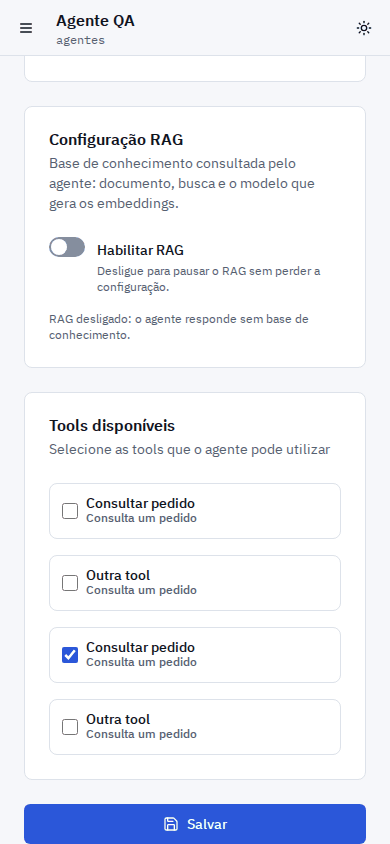 Agente QA
agentes
Configuração RAG
Base de conhecimento consultada pelo
agente: documento, busca e o modelo que
gera os embeddings.
Habilitar RAG
Desligue para pausar o RAG sem perder a
configuração.
RAG desligado: o agente responde sem base de
conhecimento.
Tools disponíveis
Selecione as tools que o agente pode utilizar
Consultar pedido
Consulta um pedido
Outra tool
Consulta um pedido
Consultar pedido
Consulta um pedido
Outra tool
Consulta um pedido
Salvar